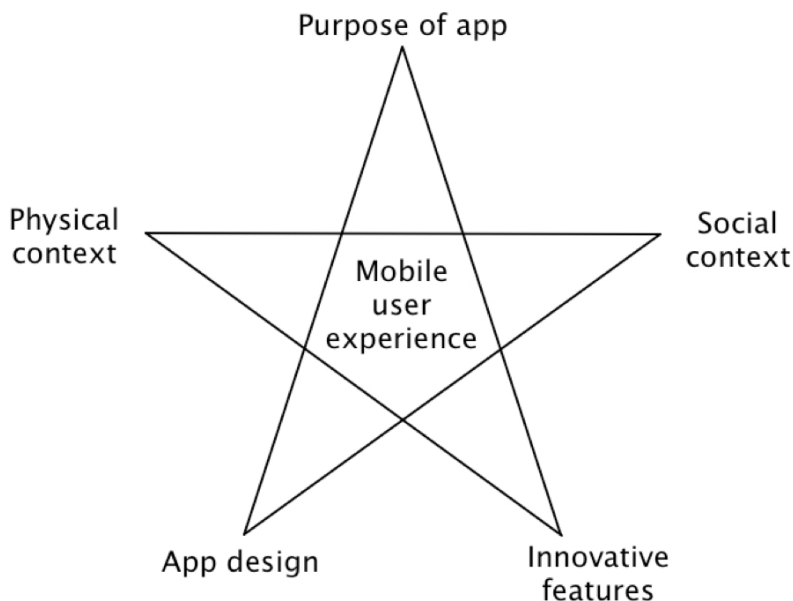 Purpose of app
Physical
context
Social
context
Mobile
user
experience
App design
Innovative
features